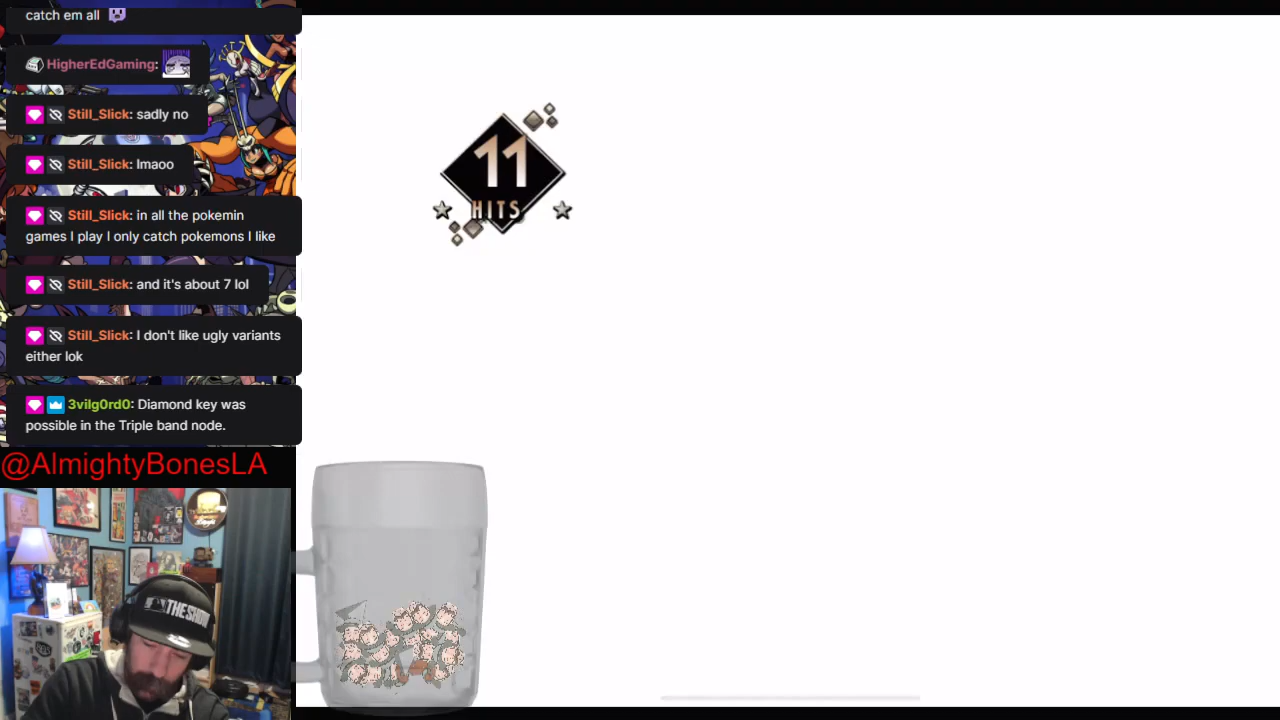 catch em all
HigherEdGaming:
Still_Slick: sadly no
Still_Slick: lmaoo
Still_Slick: in all the pokemin
games I play I only catch pokemons I like
Still_Slick: and it's about 7 lol
Still_Slick: I don't like ugly variants
either lok
3vilg0rd0: Diamond key was
possible in the Triple band node.
@AlmightyBonesLA
11
HITS
THE SHOW